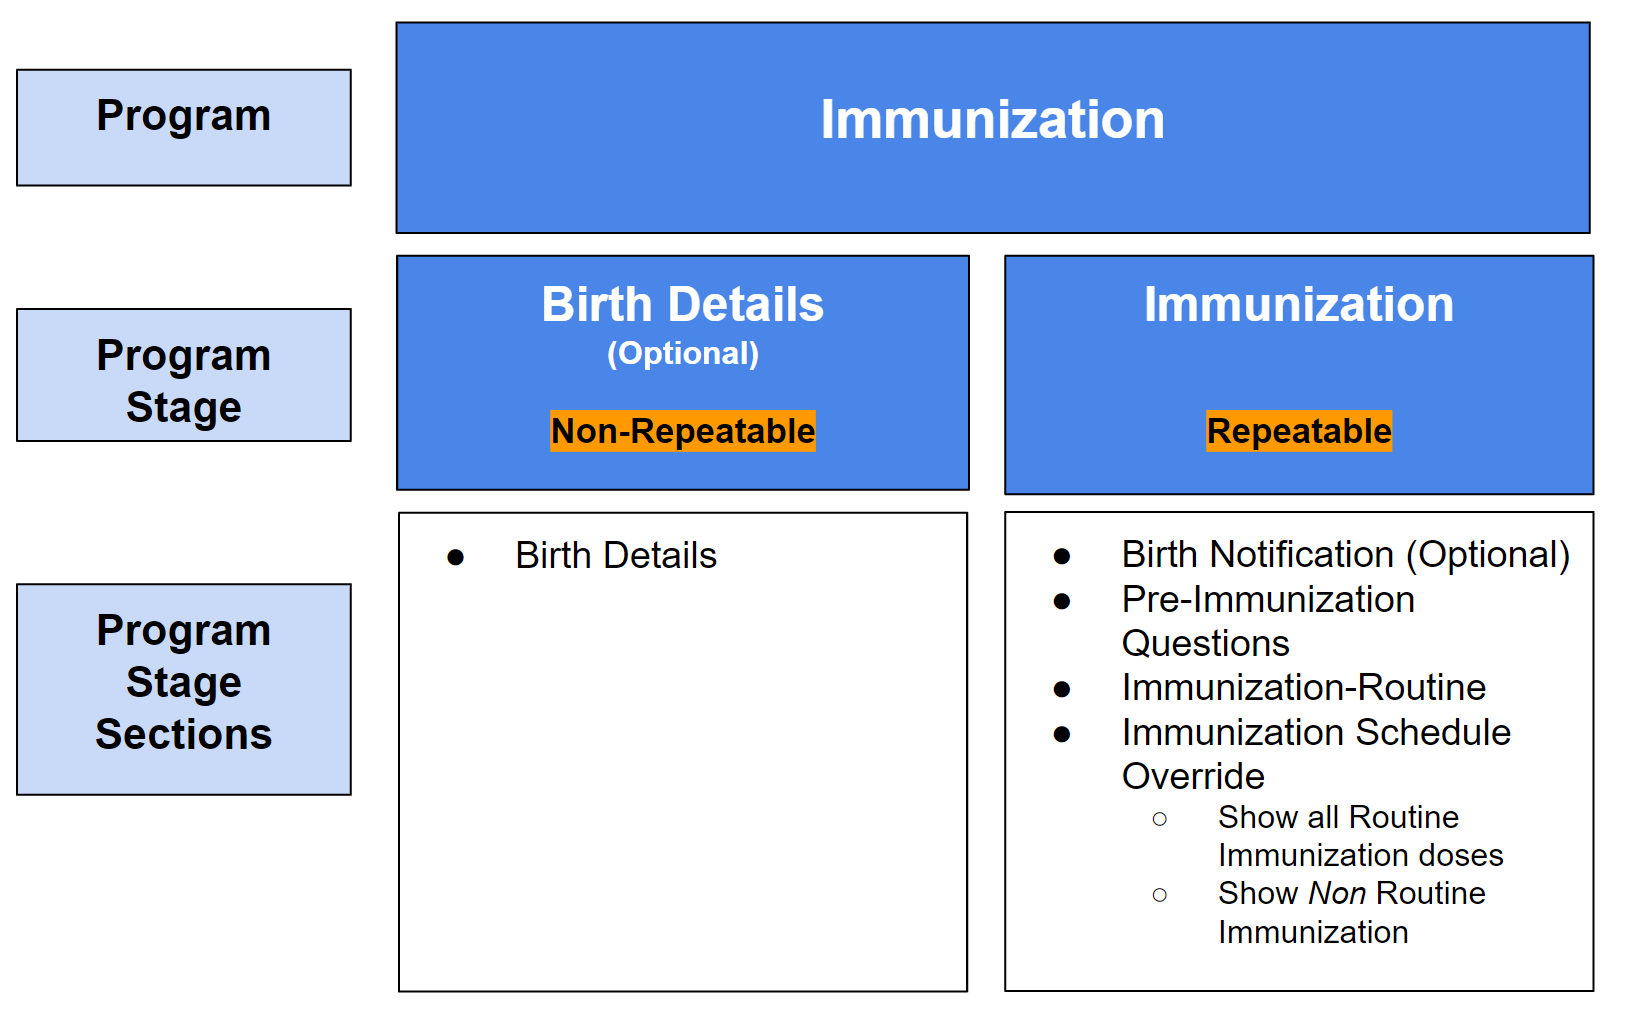 Program
Immunization
Program
Stage
Birth Details
(Optional)
Non-Repeatable
Immunization
Repeatable
Program
Stage
Sections
● Birth Details
● Birth Notification (Optional)
● Pre-Immunization
Questions
● Immunization-Routine
● Immunization Schedule
Override
○ Show all Routine
Immunization doses
○ Show Non Routine
Immunization